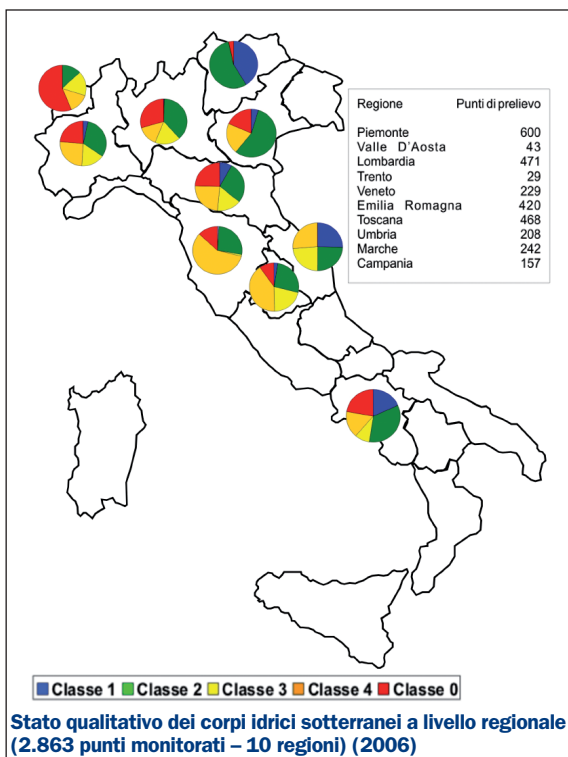 Regione Punti di prelievo
Piemonte 600
Valle D'Aosta 43
Lombardia 471
Trento 29
Veneto 229
Emilia Romagna 420
Toscana 468
Umbria 208
Marche 242
Campania 157
Classe 1 Classe 2 Classe 3 Classe 4 Classe 0
Stato qualitativo dei corpi idrici sotterranei a livello regionale
(2.863 punti monitorati – 10 regioni) (2006)